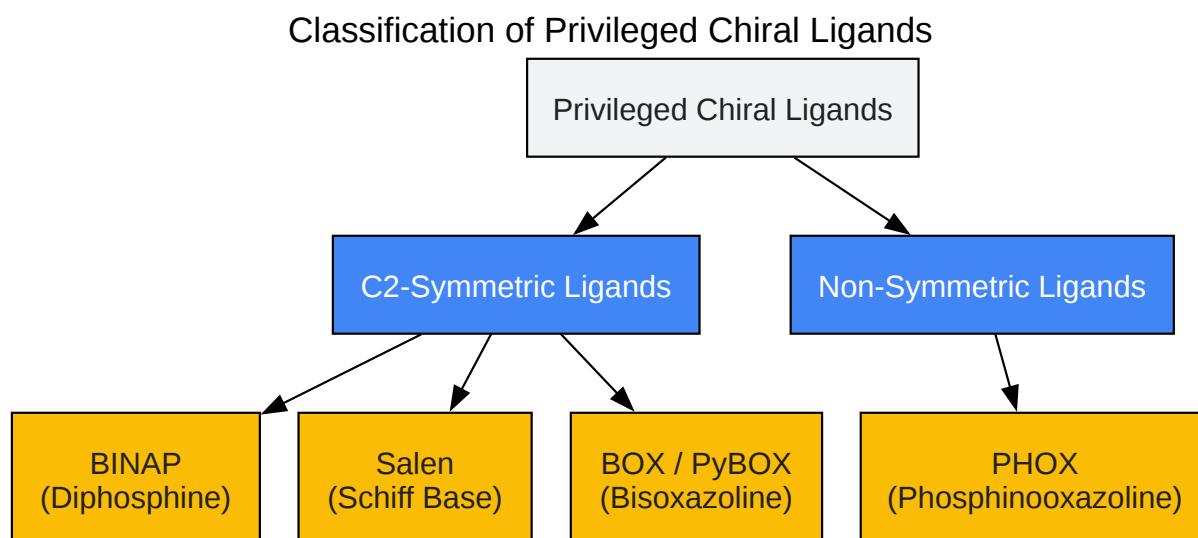 Classification of Privileged Chiral Ligands
Privileged Chiral Ligands
C2-Symmetric Ligands
Non-Symmetric Ligands
BINAP
(Diphosphine)
Salen
(Schiff Base)
BOX / PyBOX
(Bisoxazoline)
PHOX
(Phosphinooxazoline)